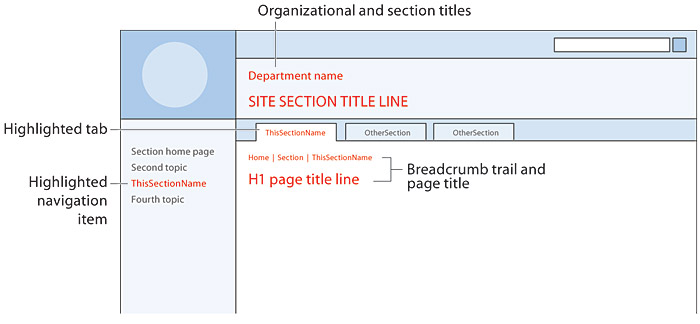 Organizational and section titles
Department name
SITE SECTION TITLE LINE
Highlighted tab
ThisSectionName
OtherSection
OtherSection
Section home page
Second topic
ThisSectionName
Fourth topic
Highlighted
navigation
item
Home | Section | ThisSectionName
H1 page title line
Breadcrumb trail and
page title